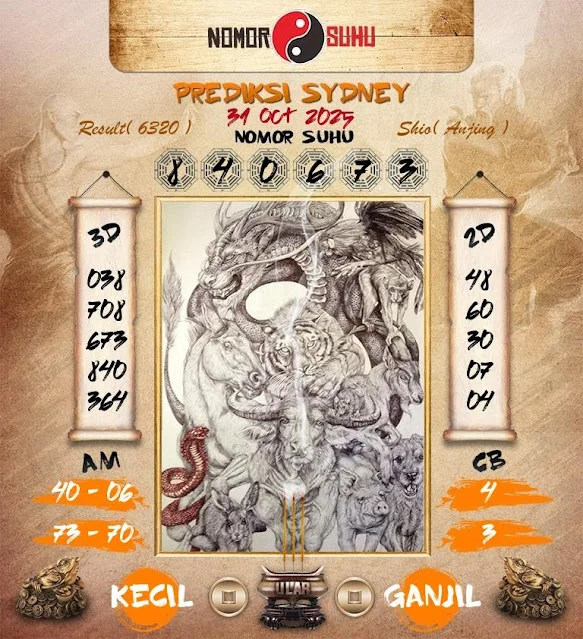 NOMOR SUHU
PREDIKSI SYDNEY
31 OCT 2025
NOMOR SUHU
Result( 6320 )
Shio( Anjing )
8 4 0 6 7 3
3D
038
708
673
840
364
2D
48
60
30
07
04
AM
40 - 06
73 - 70
CB
4
3
KECIL
ULAR
GANJIL